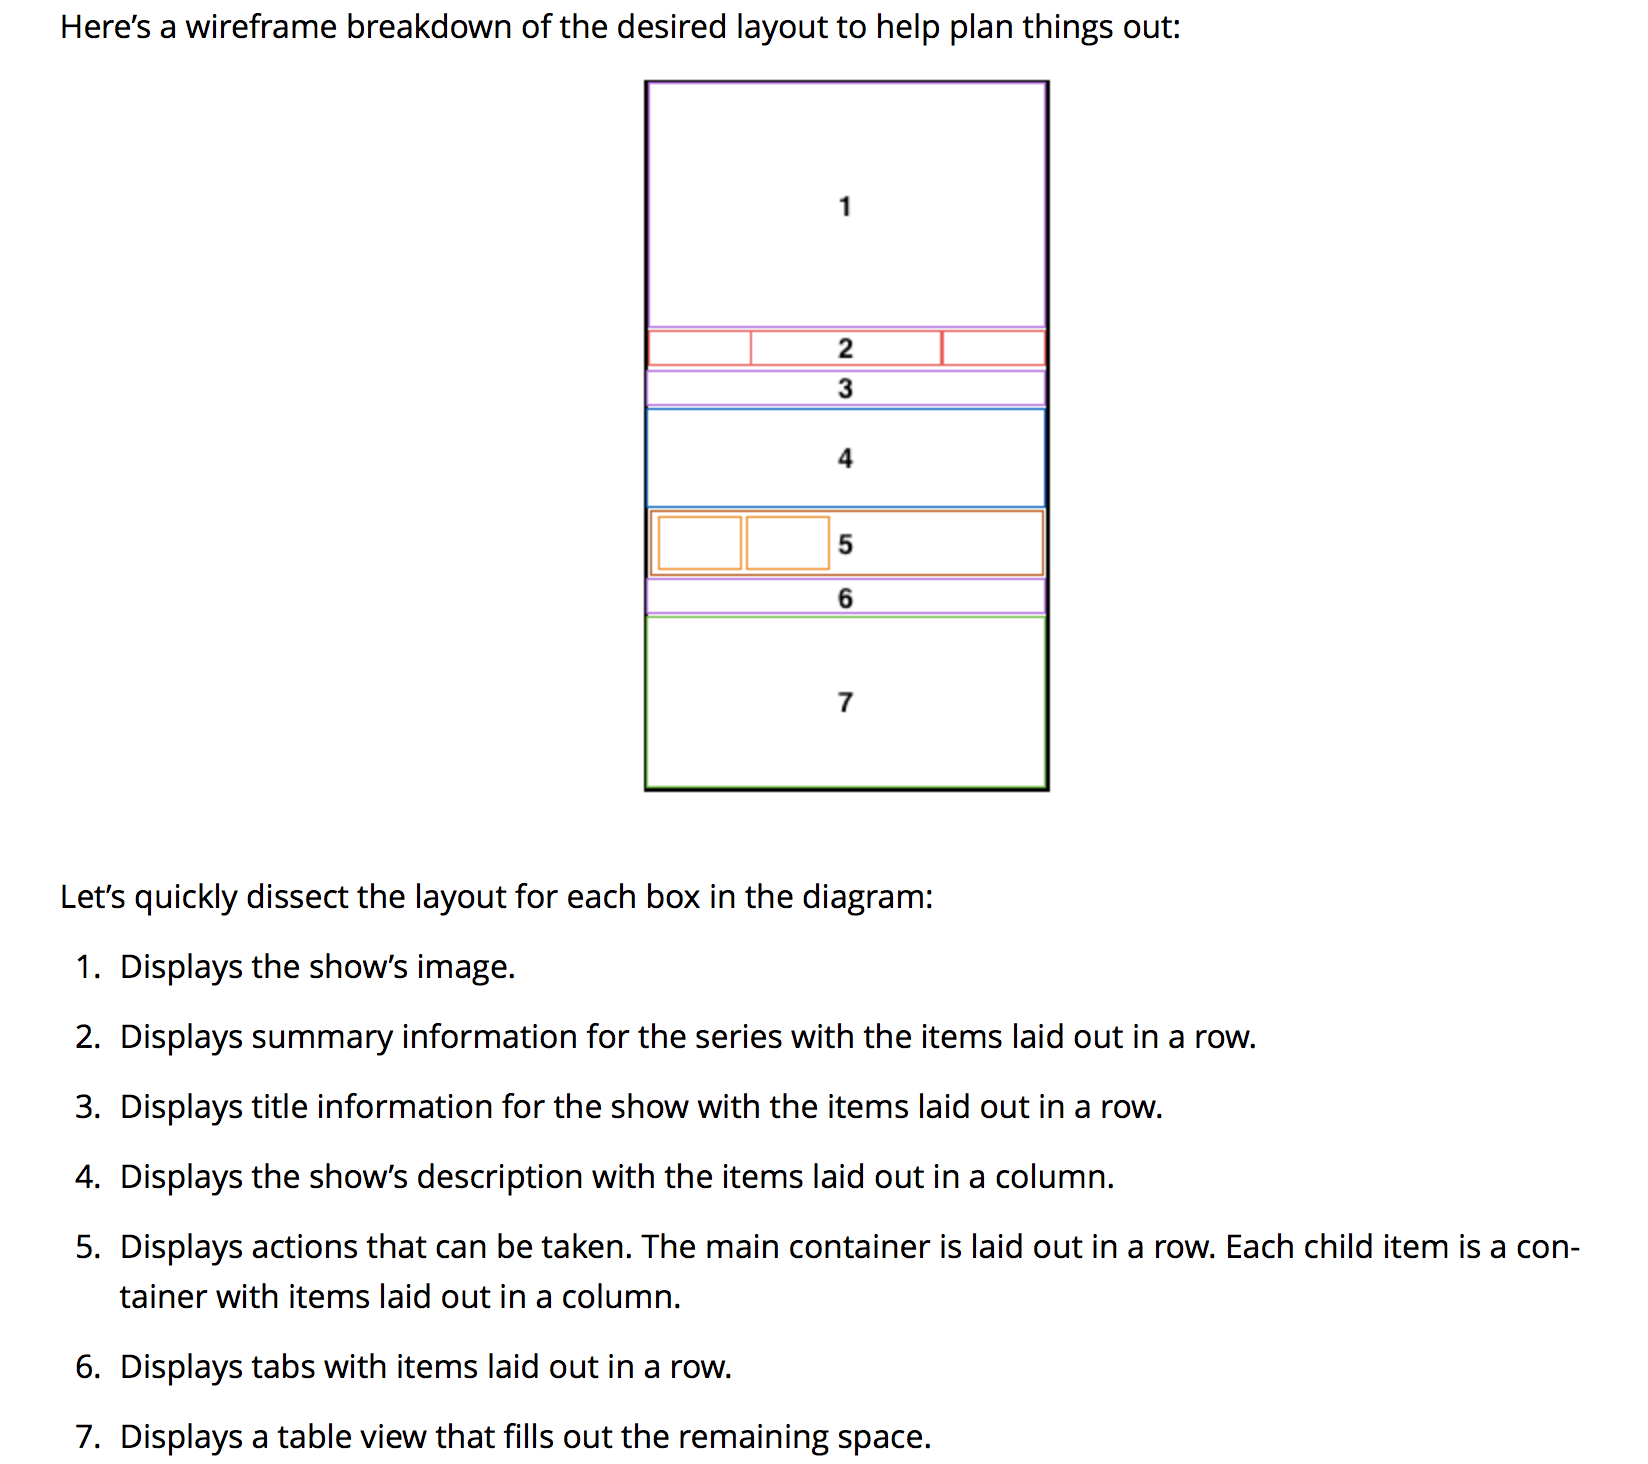 Here’s a wireframe breakdown of the desired layout to help plan things out:
1
2
3
4
5
6
7
Let’s quickly dissect the layout for each box in the diagram:
1. Displays the show’s image.
2. Displays summary information for the series with the items laid out in a row.
3. Displays title information for the show with the items laid out in a row.
4. Displays the show’s description with the items laid out in a column.
5. Displays actions that can be taken. The main container is laid out in a row. Each child item is a con-
tainer with items laid out in a column.
6. Displays tabs with items laid out in a row.
7. Displays a table view that fills out the remaining space.